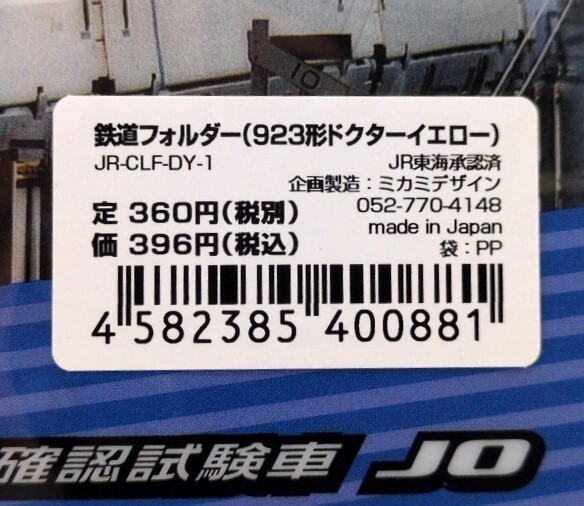 10
鉄道フォルダー(923形ドクターイエロー)
JR-CLF-DY-1 JR東海承認済
企画製造:ミカミデザイン
定 360円(税別) 052-770-4148
made in Japan
価 396円(税込) 袋:PP
4 582385 400881
確認試験車 JO